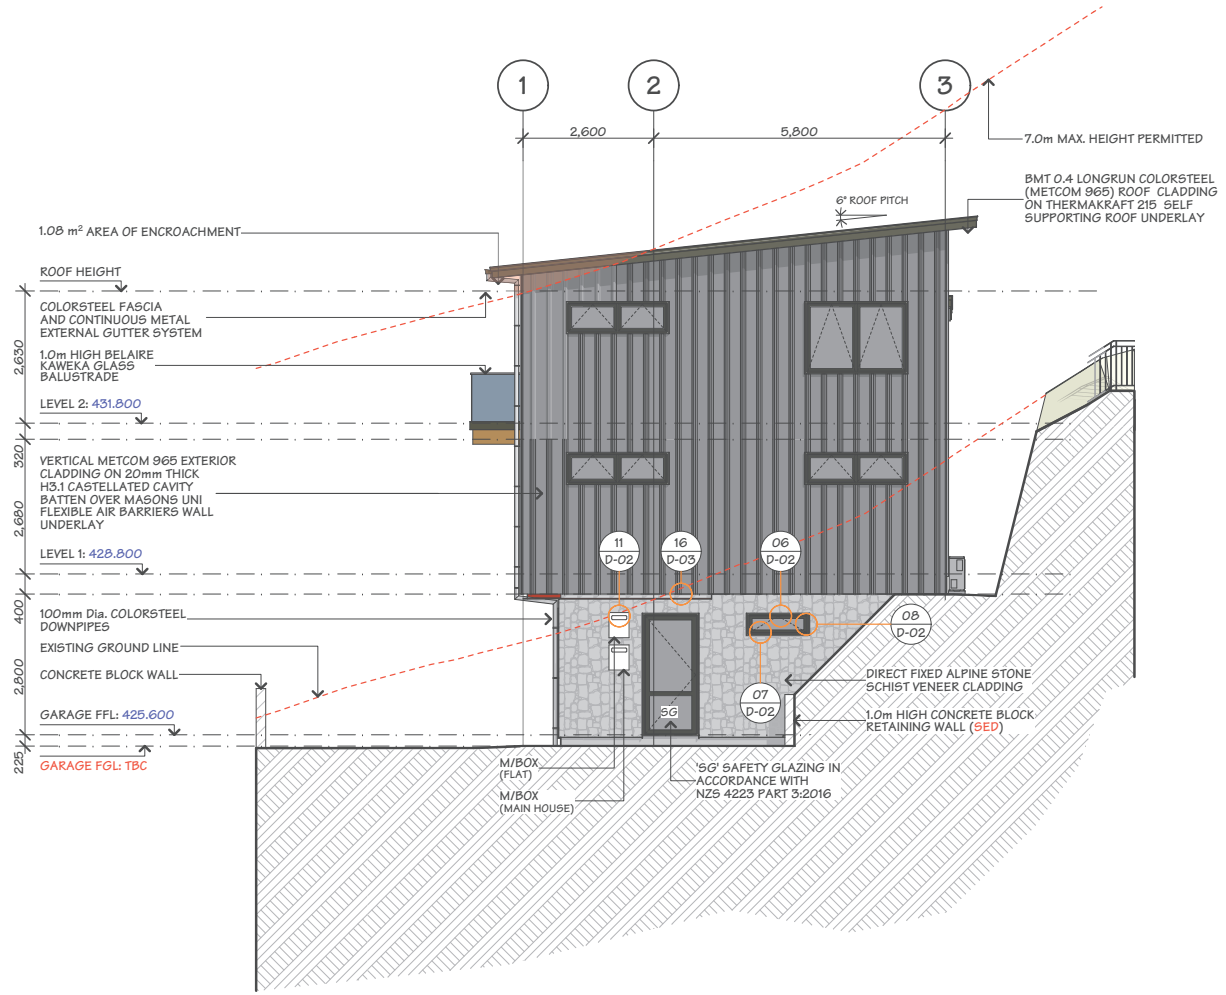 1
2
3
2,600
5,800
7.0m MAX. HEIGHT PERMITTED
BMT 0.4 LONGRUN COLORSTEEL
(METCOM 965) ROOF CLADDING
ON THERMAKRAFT 215 SELF
SUPPORTING ROOF UNDERLAY
6° ROOF PITCH
1.08 m² AREA OF ENCROACHMENT
ROOF HEIGHT
COLORSTEEL FASCIA
AND CONTINUOUS METAL
EXTERNAL GUTTER SYSTEM
1.0m HIGH BELAIRE
KAWEKA GLASS
BALUSTRADE
LEVEL 2: 431.800
VERTICAL METCOM 965 EXTERIOR
CLADDING ON 20mm THICK
H3.1 CASTELLATED CAVITY
BATTEN OVER MASONS UNI
FLEXIBLE AIR BARRIERS WALL
UNDERLAY
LEVEL 1: 428.800
100mm Dia. COLORSTEEL
DOWNPIPES
EXISTING GROUND LINE
CONCRETE BLOCK WALL
GARAGE FFL: 425.600
GARAGE FGL: TBC
2,630
320
2,680
400
2,800
225
11
D-02
16
D-03
06
D-02
08
D-02
07
D-02
SG
DIRECT FIXED ALPINE STONE
SCHIST VENEER CLADDING
1.0m HIGH CONCRETE BLOCK
RETAINING WALL (SED)
M/BOX
(FLAT)
M/BOX
(MAIN HOUSE)
'SG' SAFETY GLAZING IN
ACCORDANCE WITH
NZS 4223 PART 3:2016